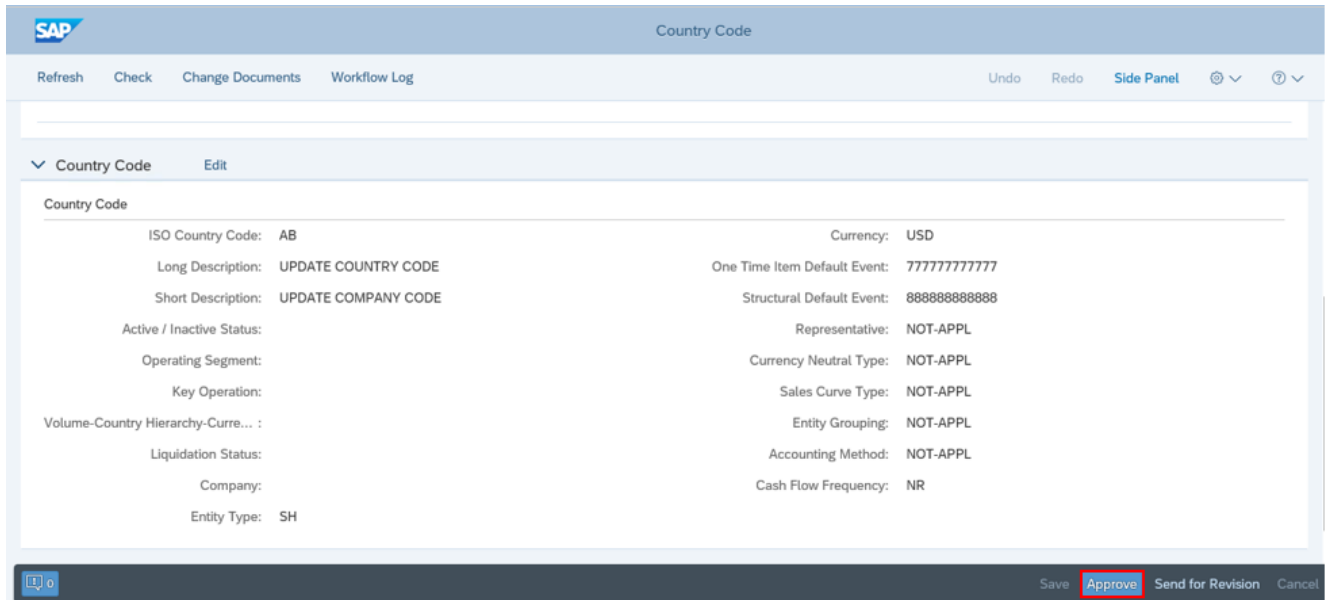 SAP
Country Code
Refresh Check Change Documents Workflow Log Undo Redo Side Panel
Country Code Edit
Country Code
ISO Country Code: AB Currency: USD
Long Description: UPDATE COUNTRY CODE One Time Item Default Event: 777777777777
Short Description: UPDATE COMPANY CODE Structural Default Event: 888888888888
Active / Inactive Status: Representative: NOT-APPL
Operating Segment: Currency Neutral Type: NOT-APPL
Key Operation: Sales Curve Type: NOT-APPL
Volume-Country Hierarchy-Curre... : Entity Grouping: NOT-APPL
Liquidation Status: Accounting Method: NOT-APPL
Company: Cash Flow Frequency: NR
Entity Type: SH
0 Save Approve Send for Revision Cancel